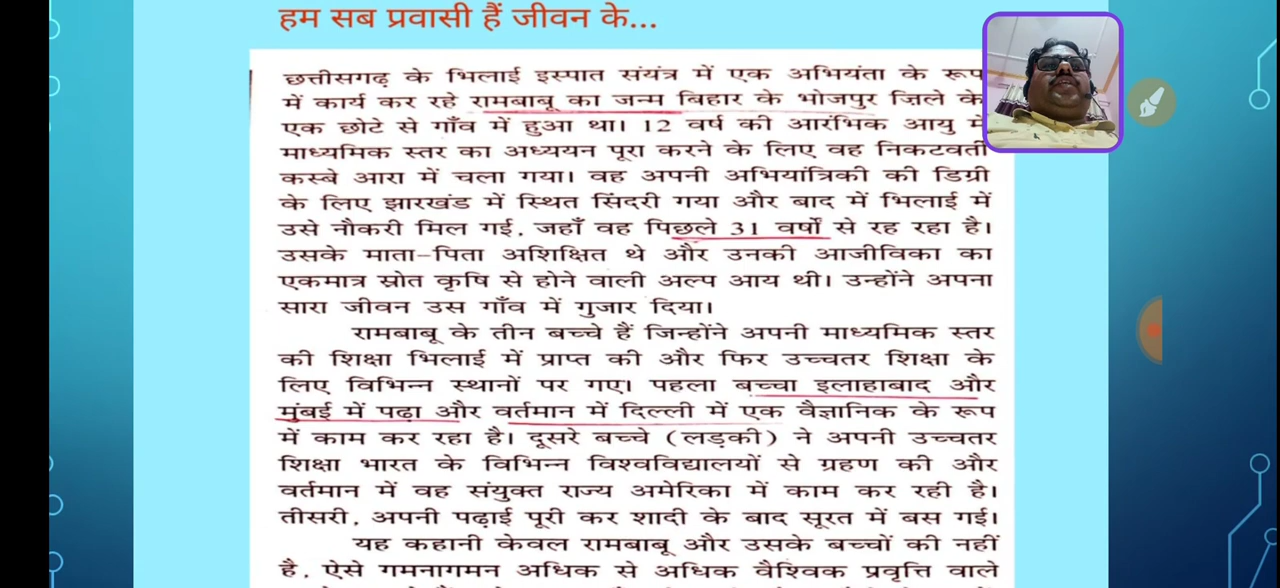 हम सब प्रवासी हैं जीवन के...
छत्तीसगढ़ के भिलाई इस्पात संयंत्र में एक अभियंता के रूप
में कार्य कर रहे रामबाबू का जन्म बिहार के भोजपुर ज़िले के
एक छोटे से गाँव में हुआ था। 12 वर्ष की आरंभिक आयु में
माध्यमिक स्तर का अध्ययन पूरा करने के लिए वह निकटवर्ती
कस्बे आरा में चला गया। वह अपनी अभियांत्रिकी की डिग्री
के लिए झारखंड में स्थित सिंदरी गया और बाद में भिलाई में
उसे नौकरी मिल गई, जहाँ वह पिछले 31 वर्षों से रह रहा है।
उसके माता-पिता अशिक्षित थे और उनकी आजीविका का
एकमात्र स्रोत कृषि से होने वाली अल्प आय थी। उन्होंने अपना
सारा जीवन उस गाँव में गुजार दिया।
रामबाबू के तीन बच्चे हैं जिन्होंने अपनी माध्यमिक स्तर
की शिक्षा भिलाई में प्राप्त की और फिर उच्चतर शिक्षा के
लिए विभिन्न स्थानों पर गए। पहला बच्चा इलाहाबाद और
मुंबई में पढ़ा और वर्तमान में दिल्ली में एक वैज्ञानिक के रूप
में काम कर रहा है। दूसरे बच्चे (लड़की) ने अपनी उच्चतर
शिक्षा भारत के विभिन्न विश्वविद्यालयों से ग्रहण की और
वर्तमान में वह संयुक्त राज्य अमेरिका में काम कर रही है।
तीसरी, अपनी पढ़ाई पूरी कर शादी के बाद सूरत में बस गई।
यह कहानी केवल रामबाबू और उसके बच्चों की नहीं
है, ऐसे गमनागमन अधिक से अधिक वैश्विक प्रवृत्ति वाले